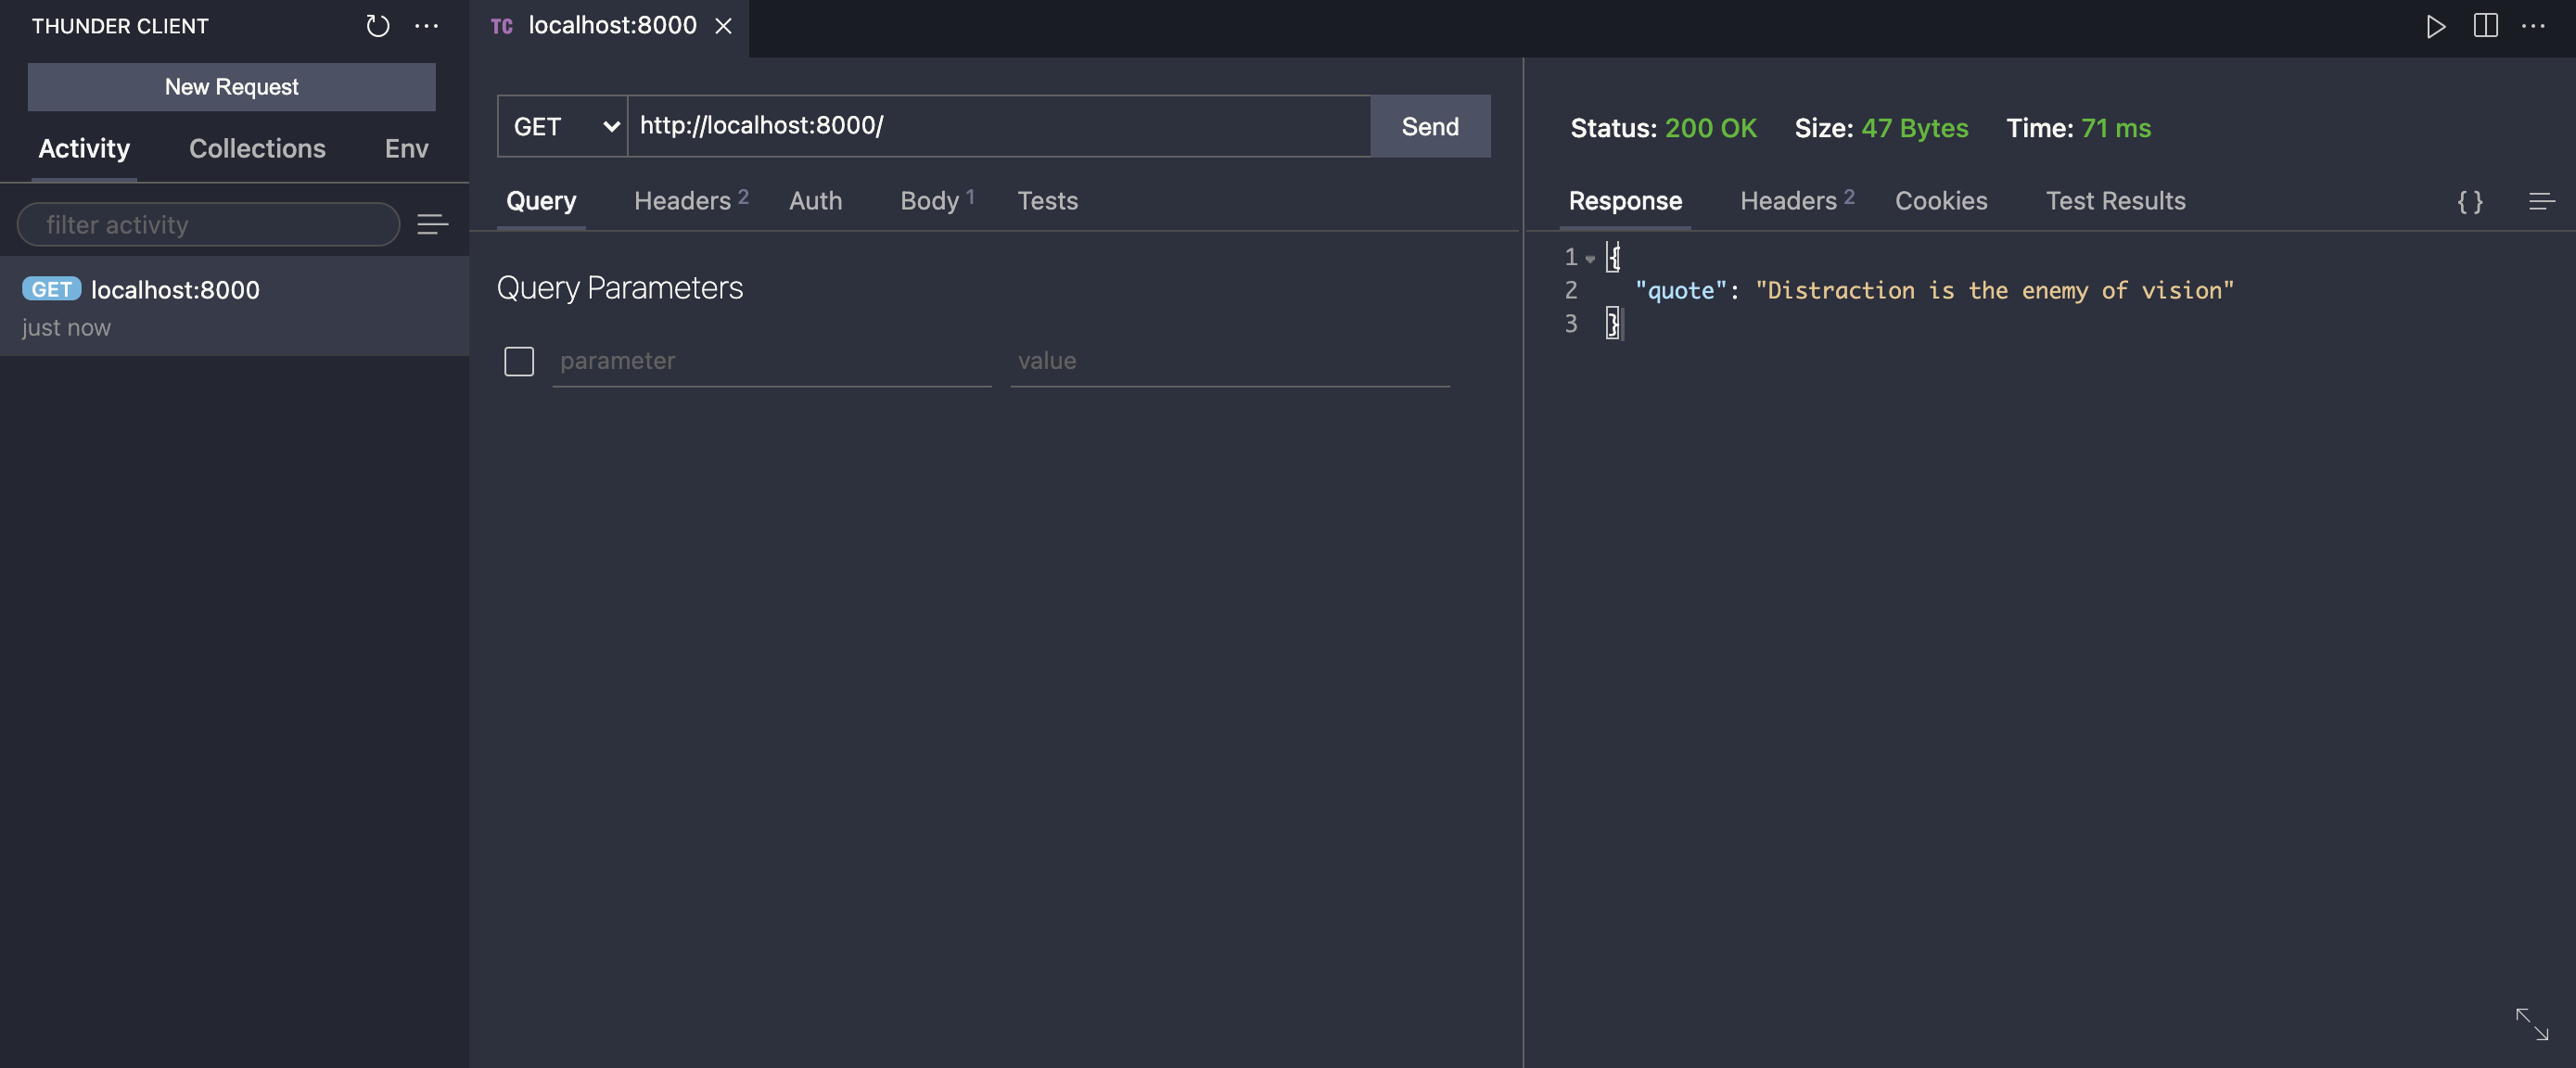 THUNDER CLIENT
New Request
Activity Collections Env
filter activity
GET localhost:8000
just now
TC localhost:8000
GET http://localhost:8000/ Send
Query Headers 2 Auth Body 1 Tests
Query Parameters
parameter value
Status: 200 OK Size: 47 Bytes Time: 71 ms
Response Headers 2 Cookies Test Results { }
1 {
2 "quote": "Distraction is the enemy of vision"
3 }